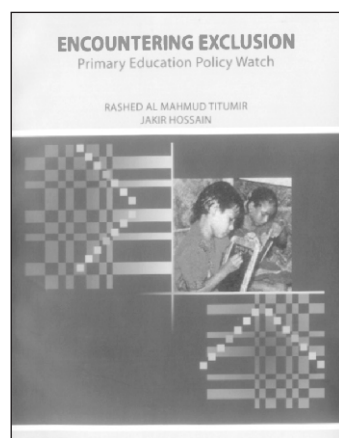 ENCOUNTERING EXCLUSION
Primary Education Policy Watch
RASHED AL MAHMUD TITUMIR
JAKIR HOSSAIN